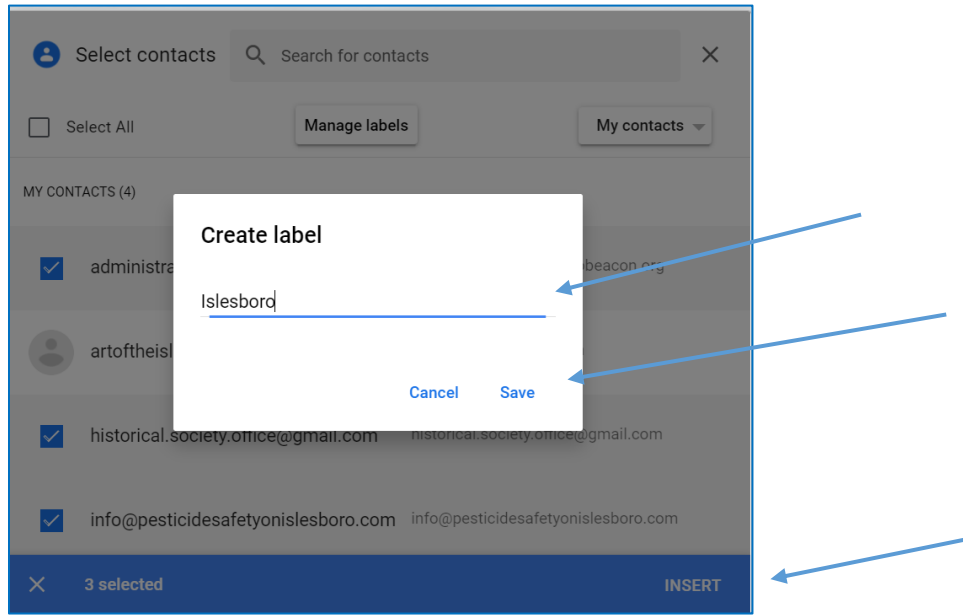 Select contacts Search for contacts
Select All Manage labels My contacts
MY CONTACTS (4)
Create label
administra beacon.org
Islesboro
artoftheisl
Cancel Save
historical.society.office@gmail.com historical.society.office@gmail.com
info@pesticidesafetyonislesboro.com info@pesticidesafetyonislesboro.com
3 selected INSERT